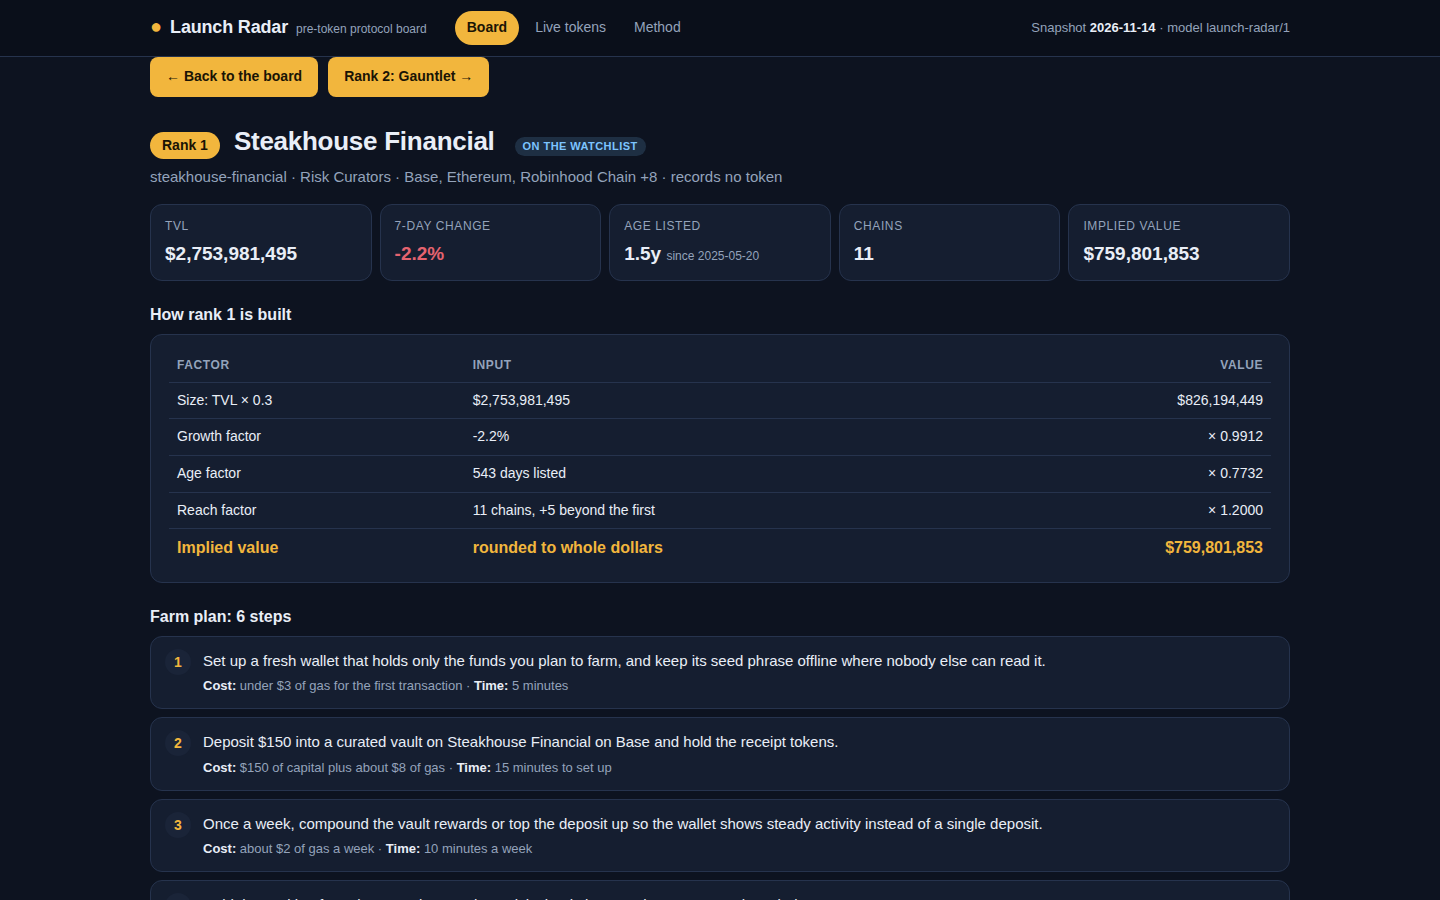 Launch Radar pre-token protocol board Board Live tokens Method Snapshot 2026-11-14 · model launch-radar/1
← Back to the board Rank 2: Gauntlet →
Rank 1 Steakhouse Financial ON THE WATCHLIST
steakhouse-financial · Risk Curators · Base, Ethereum, Robinhood Chain +8 · records no token
TVL 7-DAY CHANGE AGE LISTED CHAINS IMPLIED VALUE
$2,753,981,495 -2.2% 1.5y since 2025-05-20 11 $759,801,853
How rank 1 is built
FACTOR INPUT VALUE
Size: TVL × 0.3 $2,753,981,495 $826,194,449
Growth factor -2.2% × 0.9912
Age factor 543 days listed × 0.7732
Reach factor 11 chains, +5 beyond the first × 1.2000
Implied value rounded to whole dollars $759,801,853
Farm plan: 6 steps
1 Set up a fresh wallet that holds only the funds you plan to farm, and keep its seed phrase offline where nobody else can read it.
Cost: under $3 of gas for the first transaction · Time: 5 minutes
2 Deposit $150 into a curated vault on Steakhouse Financial on Base and hold the receipt tokens.
Cost: $150 of capital plus about $8 of gas · Time: 15 minutes to set up
3 Once a week, compound the vault rewards or top the deposit up so the wallet shows steady activity instead of a single deposit.
Cost: about $2 of gas a week · Time: 10 minutes a week